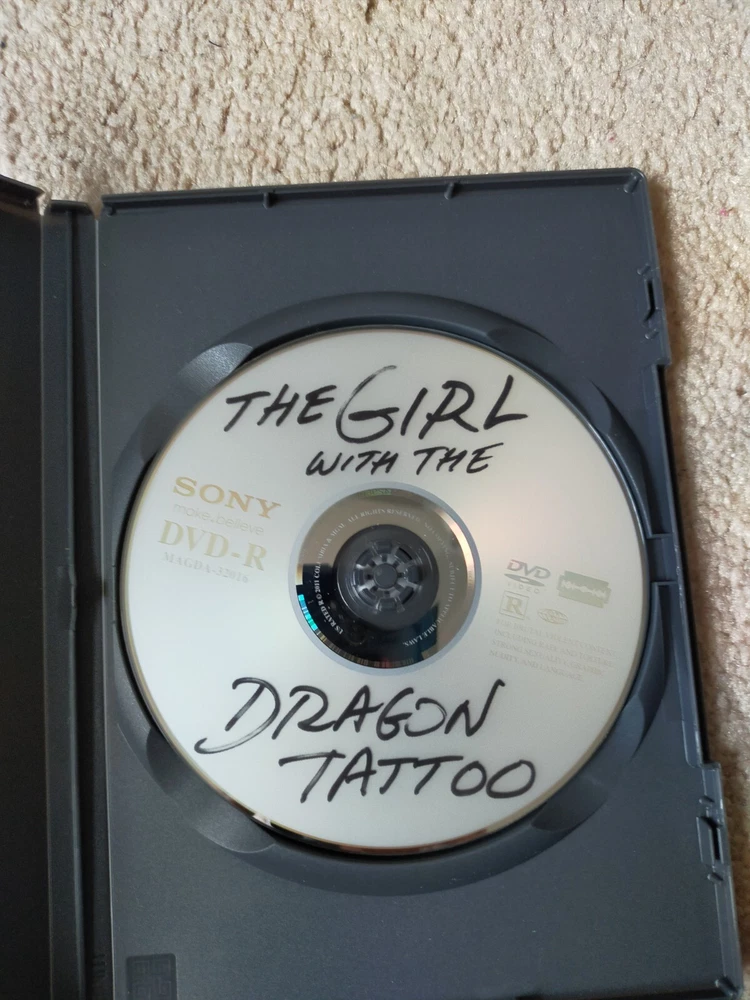 THE GIRL
WITH THE
SONY
make.believe
DVD-R
MAGDA-32016
DVD
VIDEO
R
DRAGON
TATTOO